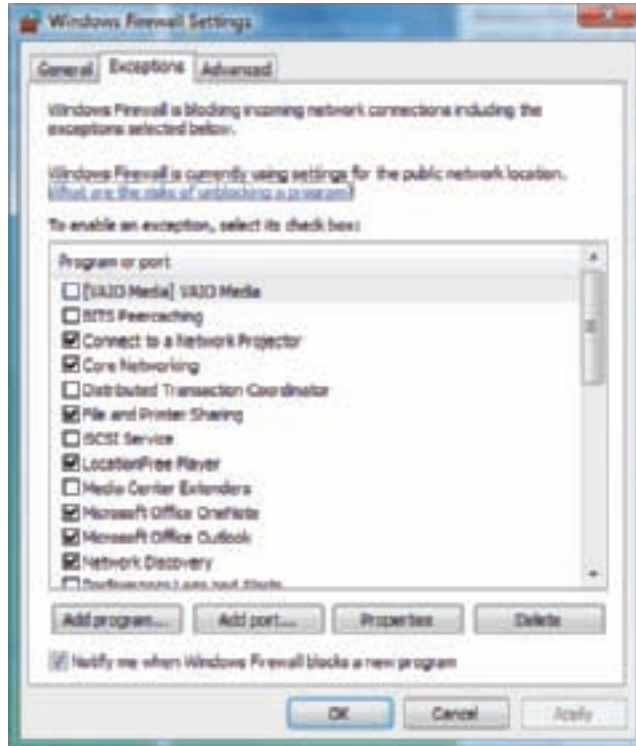 Windows Firewall Settings
General Exceptions Advanced
Windows Firewall is blocking incoming network connections including the
exceptions selected below.
Windows Firewall is currently using settings for the public network location.
What are the risks of unblocking a program?
To enable an exception, select its check box:
Program or port
[VAIO Media] VAIO Media
BITS Peercaching
Connect to a Network Projector
Core Networking
Distributed Transaction Coordinator
File and Printer Sharing
iSCSI Service
LocationFree Player
Media Center Extenders
Microsoft Office OneNote
Microsoft Office Outlook
Network Discovery
Performance Logs and Alerts
Add program... Add port... Properties Delete
Notify me when Windows Firewall blocks a new program
OK Cancel Apply